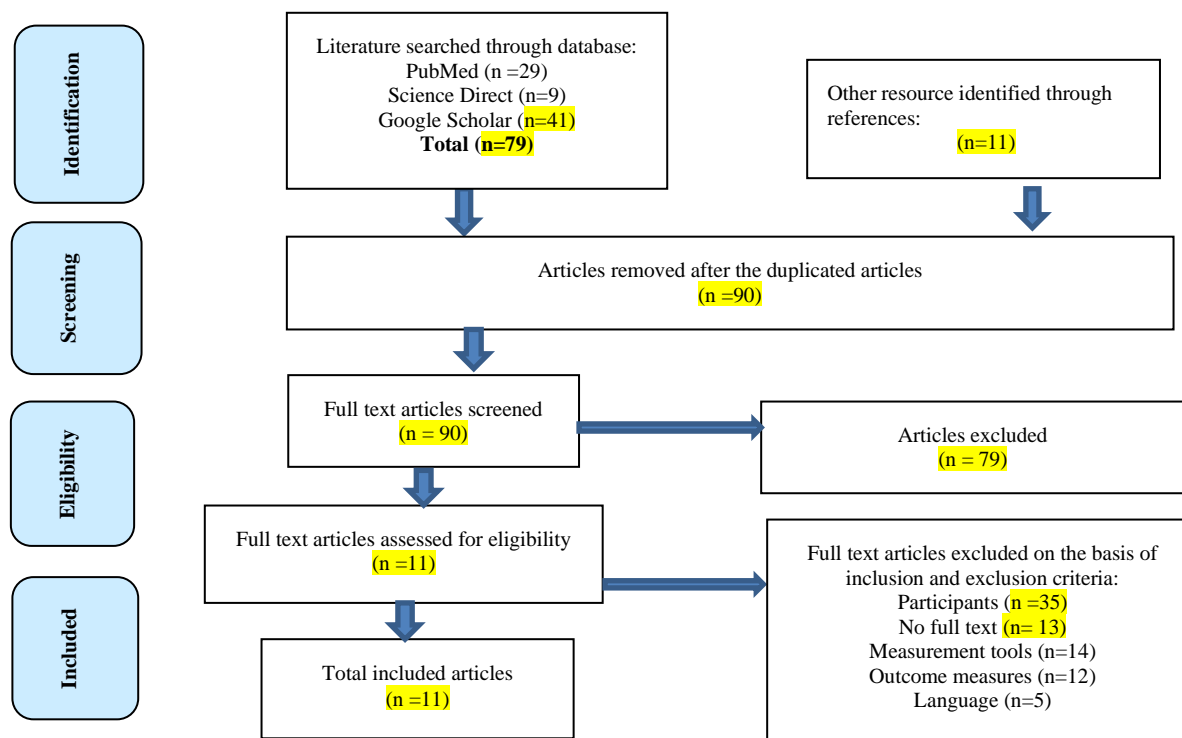 Identification
Literature searched through database:
PubMed (n =29)
Science Direct (n=9)
Google Scholar (n=41)
Total (n=79)
Other resource identified through
references:
(n=11)
Screening
Articles removed after the duplicated articles
(n =90)
Eligibility
Full text articles screened
(n = 90)
Articles excluded
(n = 79)
Full text articles assessed for eligibility
(n =11)
Full text articles excluded on the basis of
inclusion and exclusion criteria:
Participants (n =35)
No full text (n= 13)
Measurement tools (n=14)
Outcome measures (n=12)
Language (n=5)
Included
Total included articles
(n =11)